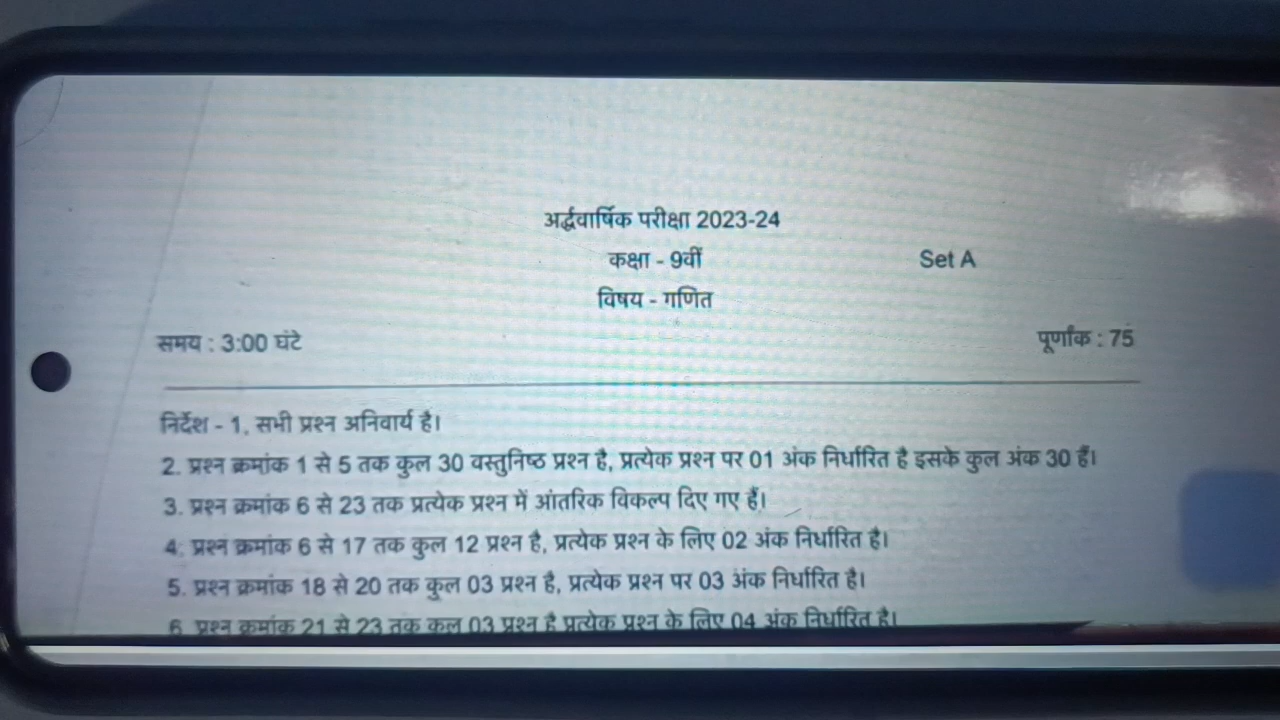 अर्द्धवार्षिक परीक्षा 2023-24
कक्षा - 9वीं Set A
विषय - गणित
समय : 3:00 घंटे पूर्णांक : 75
निर्देश - 1, सभी प्रश्न अनिवार्य है।
2. प्रश्न क्रमांक 1 से 5 तक कुल 30 वस्तुनिष्ठ प्रश्न है, प्रत्येक प्रश्न पर 01 अंक निर्धारित है इसके कुल अंक 30 हैं।
3. प्रश्न क्रमांक 6 से 23 तक प्रत्येक प्रश्न में आंतरिक विकल्प दिए गए हैं।
4. प्रश्न क्रमांक 6 से 17 तक कुल 12 प्रश्न है, प्रत्येक प्रश्न के लिए 02 अंक निर्धारित है।
5. प्रश्न क्रमांक 18 से 20 तक कुल 03 प्रश्न है, प्रत्येक प्रश्न पर 03 अंक निर्धारित है।
6. प्रश्न क्रमांक 21 से 23 तक कुल 03 प्रश्न है प्रत्येक प्रश्न के लिए 04 अंक निर्धारित है।